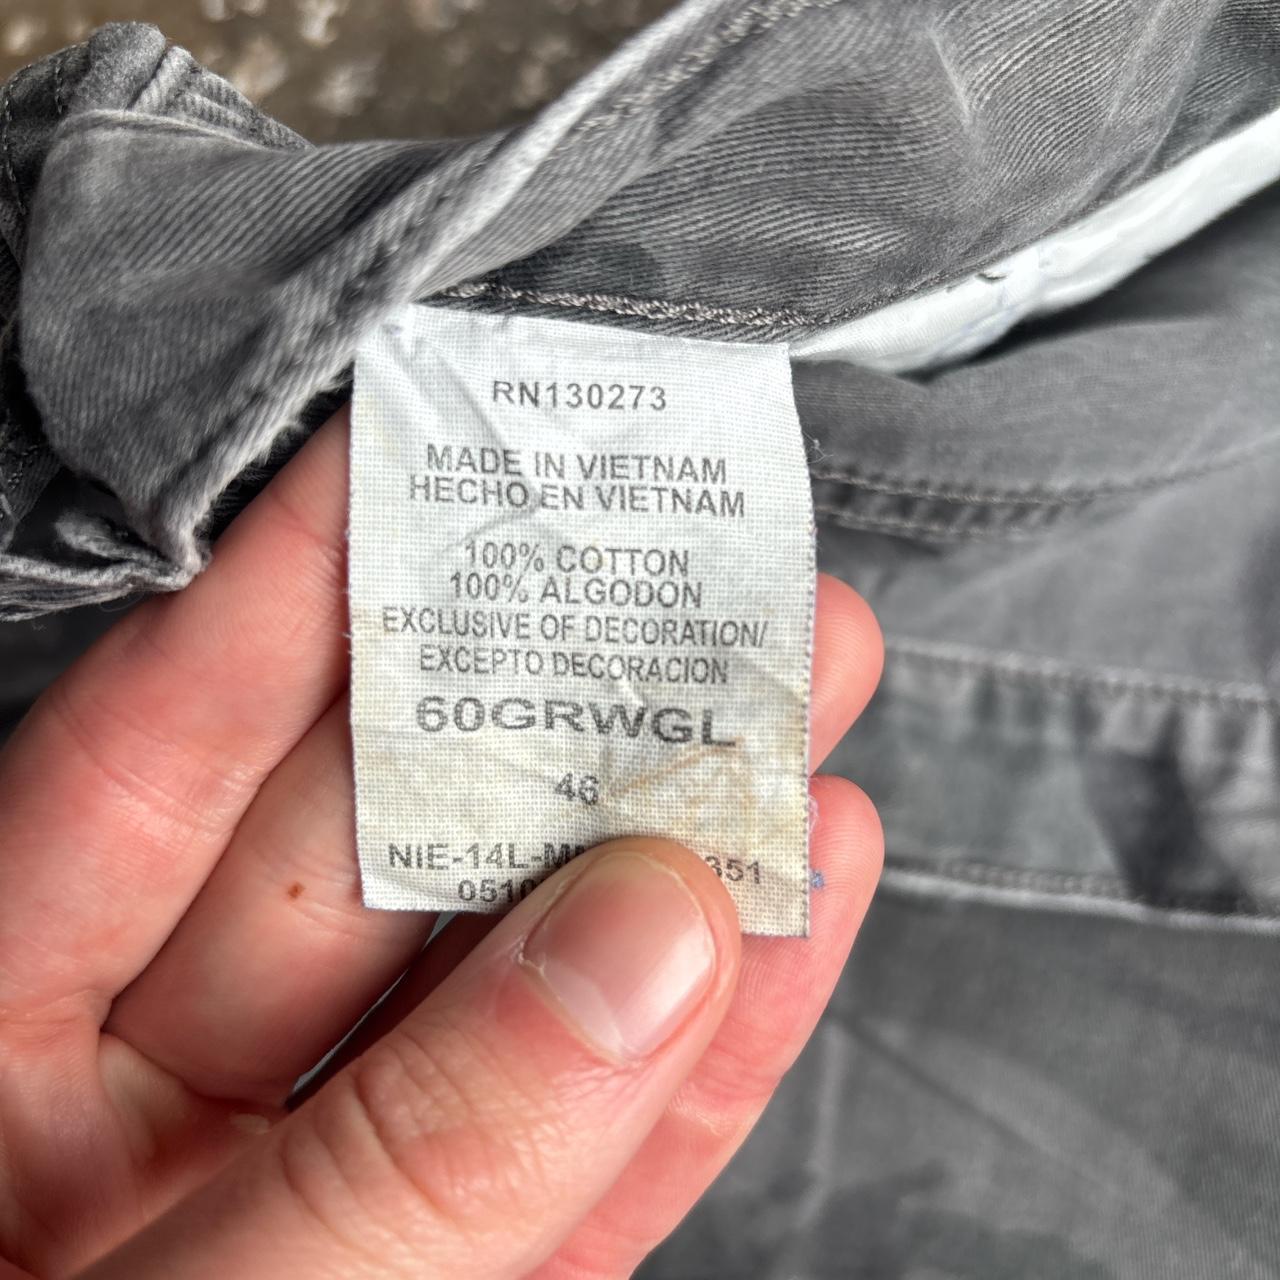 RN130273
MADE IN VIETNAM
HECHO EN VIETNAM
100% COTTON
100% ALGODON
EXCLUSIVE OF DECORATION/
EXCEPTO DECORACION
60GRWGL
46